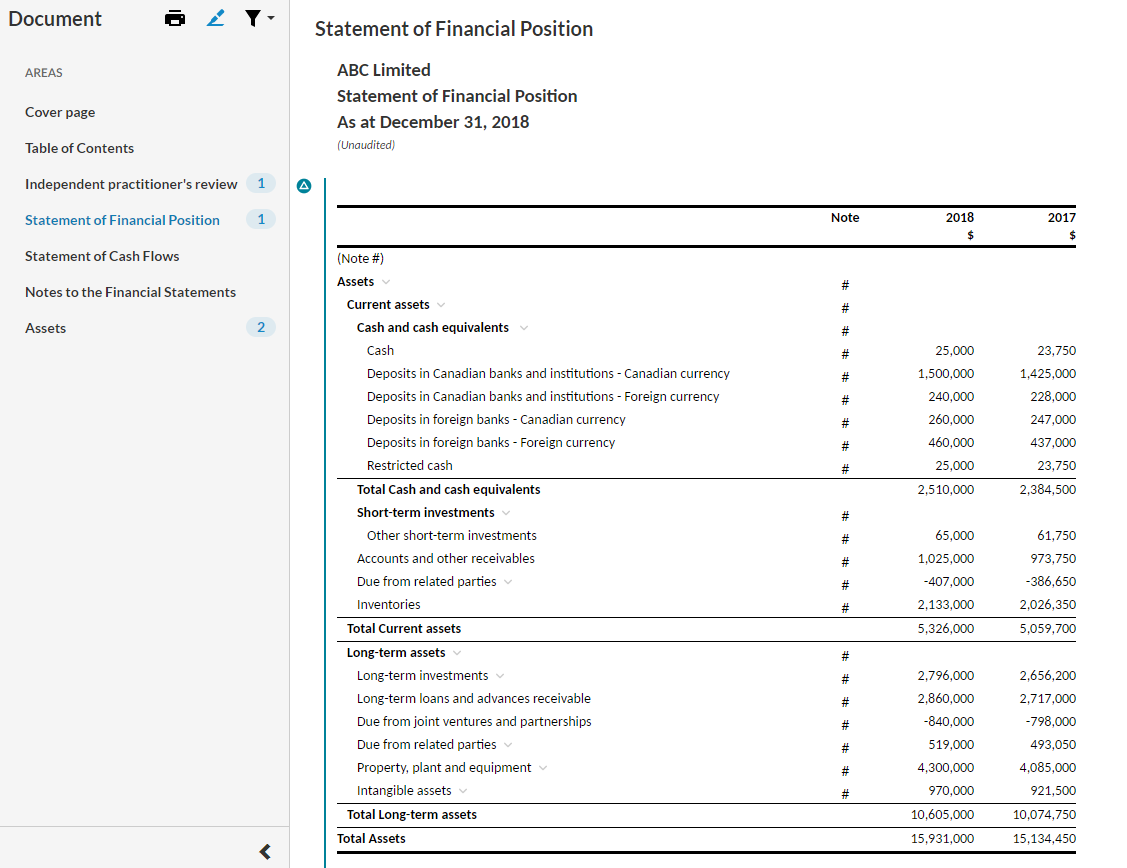 Document
AREAS
Cover page
Table of Contents
Independent practitioner's review 1
Statement of Financial Position 1
Statement of Cash Flows
Notes to the Financial Statements
Assets 2
Statement of Financial Position
ABC Limited
Statement of Financial Position
As at December 31, 2018
(Unaudited)
Note 2018 2017
$ $
(Note #)
Assets #
Current assets #
Cash and cash equivalents #
Cash # 25,000 23,750
Deposits in Canadian banks and institutions - Canadian currency # 1,500,000 1,425,000
Deposits in Canadian banks and institutions - Foreign currency # 240,000 228,000
Deposits in foreign banks - Canadian currency # 260,000 247,000
Deposits in foreign banks - Foreign currency # 460,000 437,000
Restricted cash # 25,000 23,750
Total Cash and cash equivalents 2,510,000 2,384,500
Short-term investments #
Other short-term investments # 65,000 61,750
Accounts and other receivables # 1,025,000 973,750
Due from related parties # -407,000 -386,650
Inventories # 2,133,000 2,026,350
Total Current assets 5,326,000 5,059,700
Long-term assets #
Long-term investments # 2,796,000 2,656,200
Long-term loans and advances receivable # 2,860,000 2,717,000
Due from joint ventures and partnerships # -840,000 -798,000
Due from related parties # 519,000 493,050
Property, plant and equipment # 4,300,000 4,085,000
Intangible assets # 970,000 921,500
Total Long-term assets 10,605,000 10,074,750
Total Assets 15,931,000 15,134,450